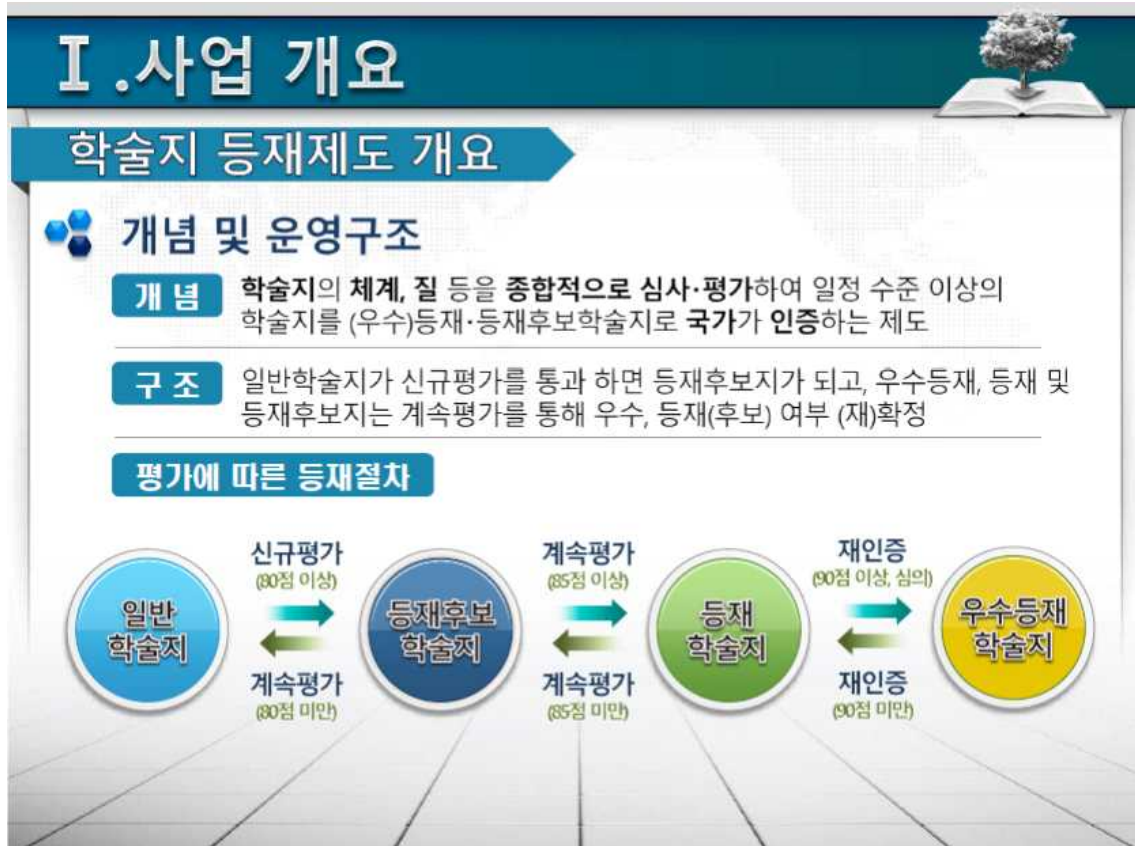 Ⅰ.사업 개요
학술지 등재제도 개요
개념 및 운영구조
개 념
학술지의 체계, 질 등을 종합적으로 심사·평가하여 일정 수준 이상의
학술지를 (우수)등재·등재후보학술지로 국가가 인증하는 제도
구 조
일반학술지가 신규평가를 통과 하면 등재후보지가 되고, 우수등재, 등재 및
등재후보지는 계속평가를 통해 우수, 등재(후보) 여부 (재)확정
평가에 따른 등재절차
일반
학술지
신규평가
(80점 이상)
계속평가
(80점 미만)
등재후보
학술지
계속평가
(85점 이상)
계속평가
(85점 미만)
등재
학술지
재인증
(90점 이상, 심의)
재인증
(90점 미만)
우수등재
학술지